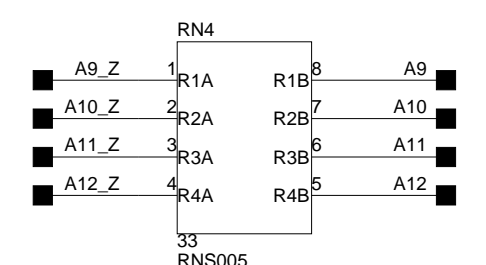 RN4
A9_Z 1 R1A R1B 8 A9
A10_Z 2 R2A R2B 7 A10
A11_Z 3 R3A R3B 6 A11
A12_Z 4 R4A R4B 5 A12
33
RNS005